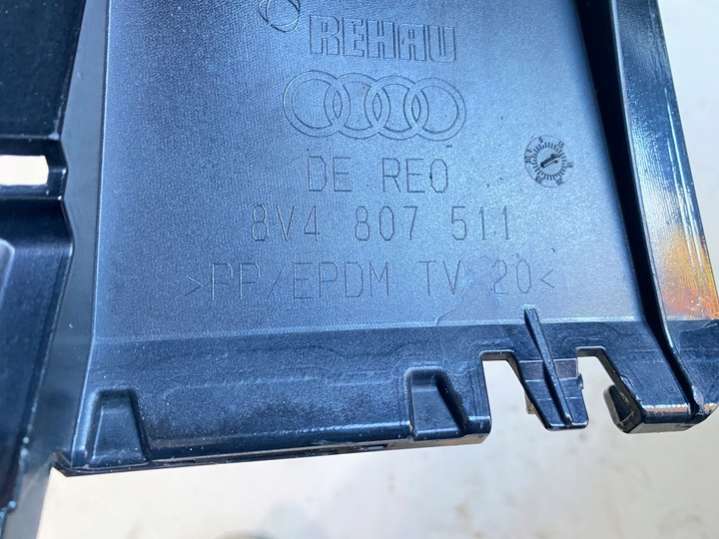 REHAU
DE REO
8V4 807 511
>PP/EPDM TV 20<